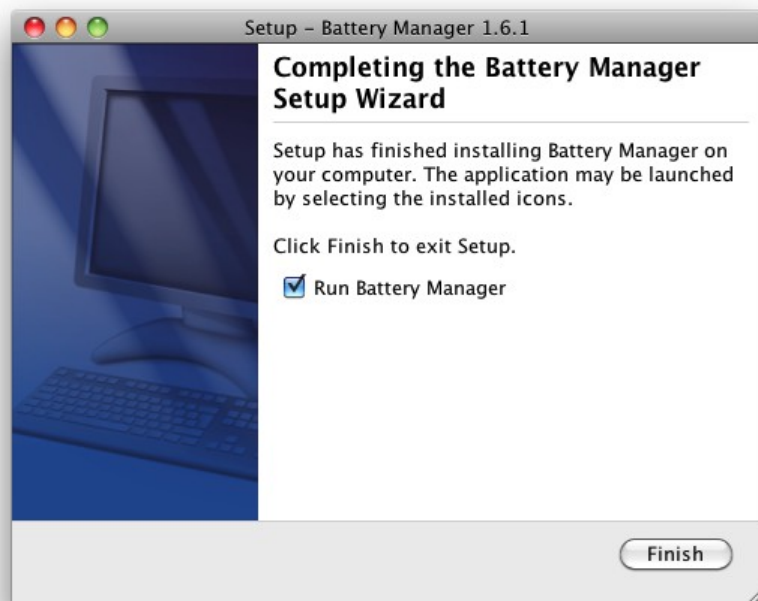 Setup – Battery Manager 1.6.1
Completing the Battery Manager
Setup Wizard
Setup has finished installing Battery Manager on
your computer. The application may be launched
by selecting the installed icons.
Click Finish to exit Setup.
Run Battery Manager
Finish